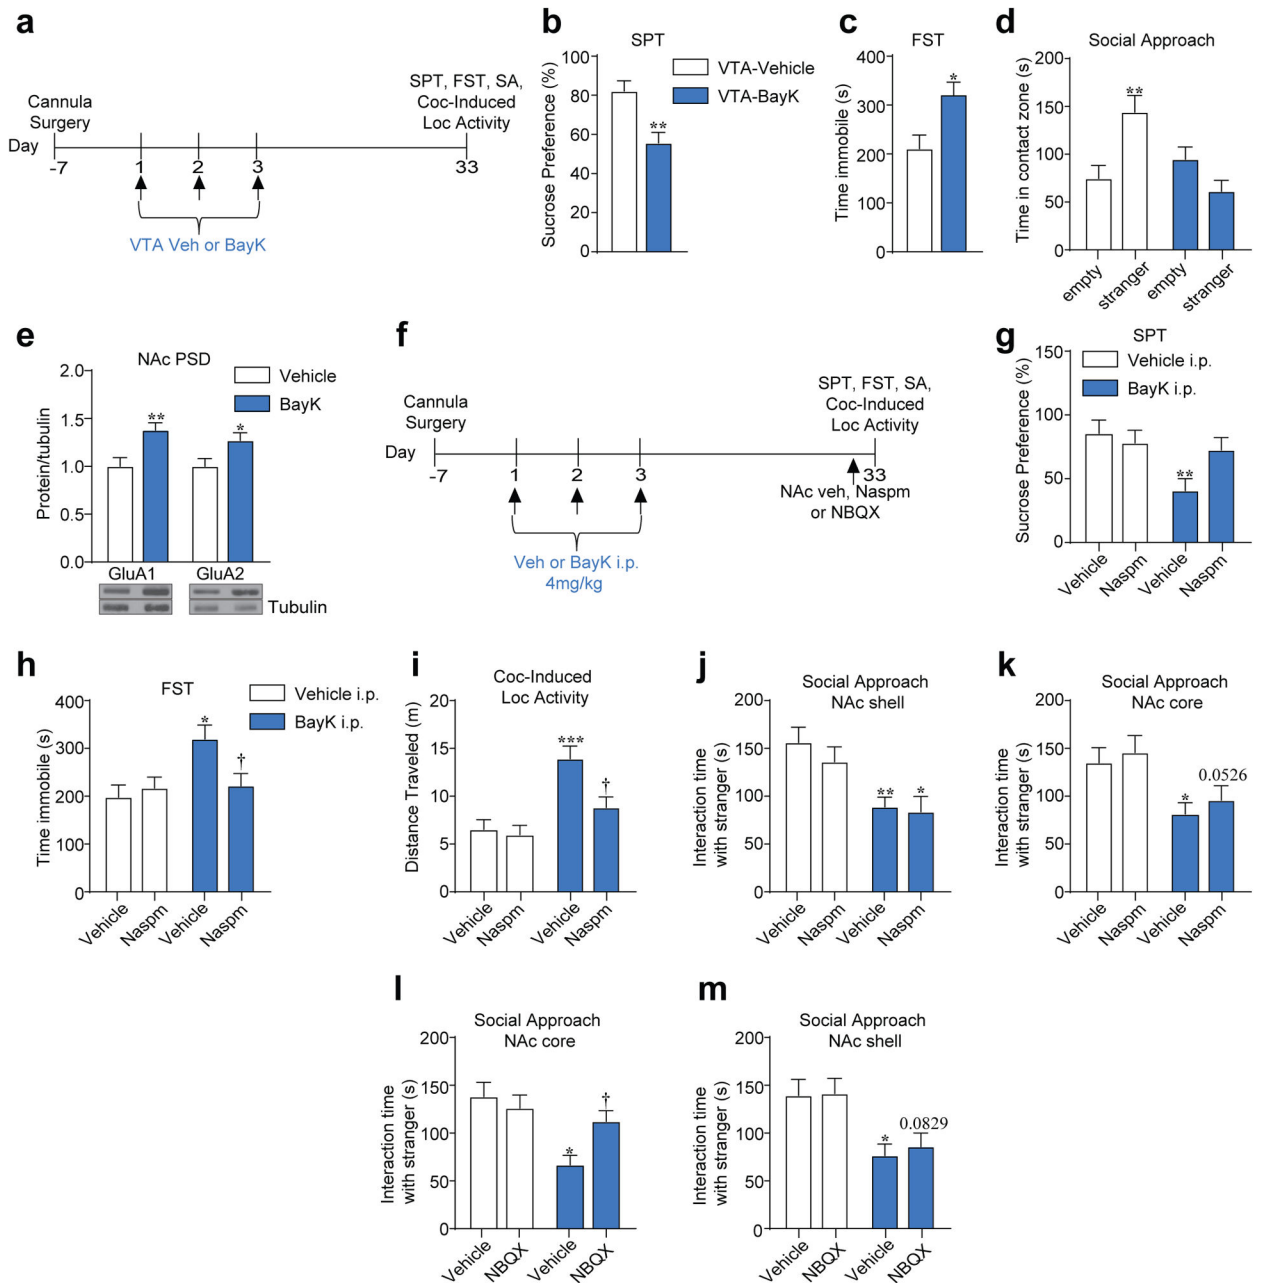 a
Cannula
Surgery
SPT, FST, SA,
Coc-Induced
Loc Activity
Day
-7
1
2
3
33
VTA Veh or BayK
b
SPT
Sucrose Preference (%)
100
80
60
40
20
0
**
VTA-Vehicle
VTA-BayK
c
FST
Time immobile (s)
400
300
200
100
0
*
d
Social Approach
Time in contact zone (s)
200
150
100
50
0
**
empty
stranger
empty
stranger
e
NAc PSD
Protein/tubulin
2.0
1.5
1.0
0.5
0.0
**
*
Vehicle
BayK
GluA1
GluA2
Tubulin
f
Cannula
Surgery
SPT, FST, SA,
Coc-Induced
Loc Activity
Day
-7
1
2
3
33
NAc veh, Naspm
or NBQX
Veh or BayK i.p.
4mg/kg
g
SPT
Sucrose Preference (%)
150
100
50
0
Vehicle i.p.
BayK i.p.
**
Vehicle
Naspm
Vehicle
Naspm
h
FST
Time immobile (s)
400
300
200
100
0
Vehicle i.p.
BayK i.p.
*
†
Vehicle
Naspm
Vehicle
Naspm
i
Coc-Induced
Loc Activity
Distance Traveled (m)
20
15
10
5
0
***
†
Vehicle
Naspm
Vehicle
Naspm
j
Social Approach
NAc shell
Interaction time
with stranger (s)
200
150
100
50
0
**
*
Vehicle
Naspm
Vehicle
Naspm
k
Social Approach
NAc core
Interaction time
with stranger (s)
200
150
100
50
0
*
0.0526
Vehicle
Naspm
Vehicle
Naspm
l
Social Approach
NAc core
Interaction time
with stranger (s)
200
150
100
50
0
*
†
Vehicle
NBQX
Vehicle
NBQX
m
Social Approach
NAc shell
Interaction time
with stranger (s)
200
150
100
50
0
*
0.0829
Vehicle
NBQX
Vehicle
NBQX